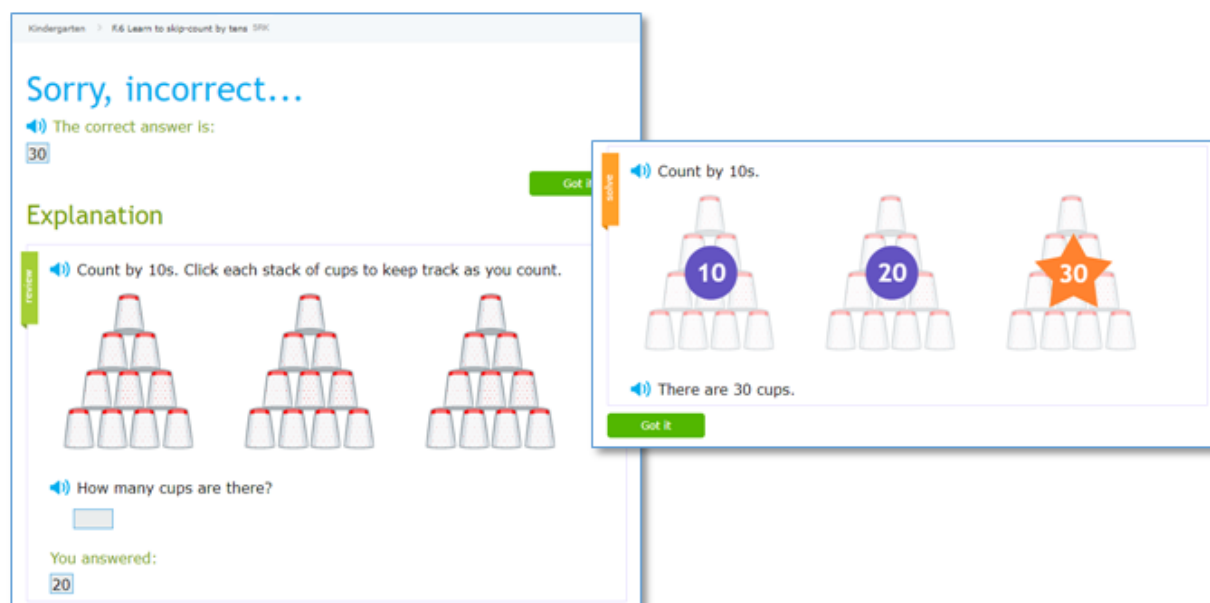 Kindergarten > F.6 Learn to skip-count by tens 5RK
Sorry, incorrect...
The correct answer is:
30
Got it
Explanation
review
Count by 10s. Click each stack of cups to keep track as you count.
How many cups are there?
You answered:
20
solve
Count by 10s.
10 20 30
There are 30 cups.
Got it